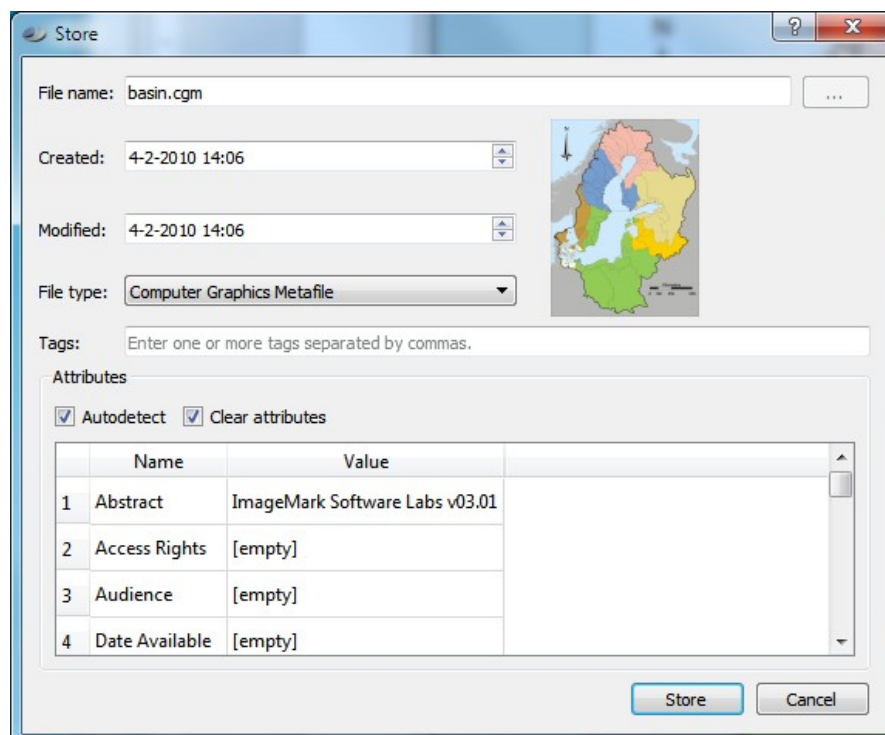 Store
File name: basin.cgm ...
Created: 4-2-2010 14:06
Modified: 4-2-2010 14:06
File type: Computer Graphics Metafile
Tags: Enter one or more tags separated by commas.
Attributes
Autodetect Clear attributes
Name Value
1 Abstract ImageMark Software Labs v03.01
2 Access Rights [empty]
3 Audience [empty]
4 Date Available [empty]
Store Cancel